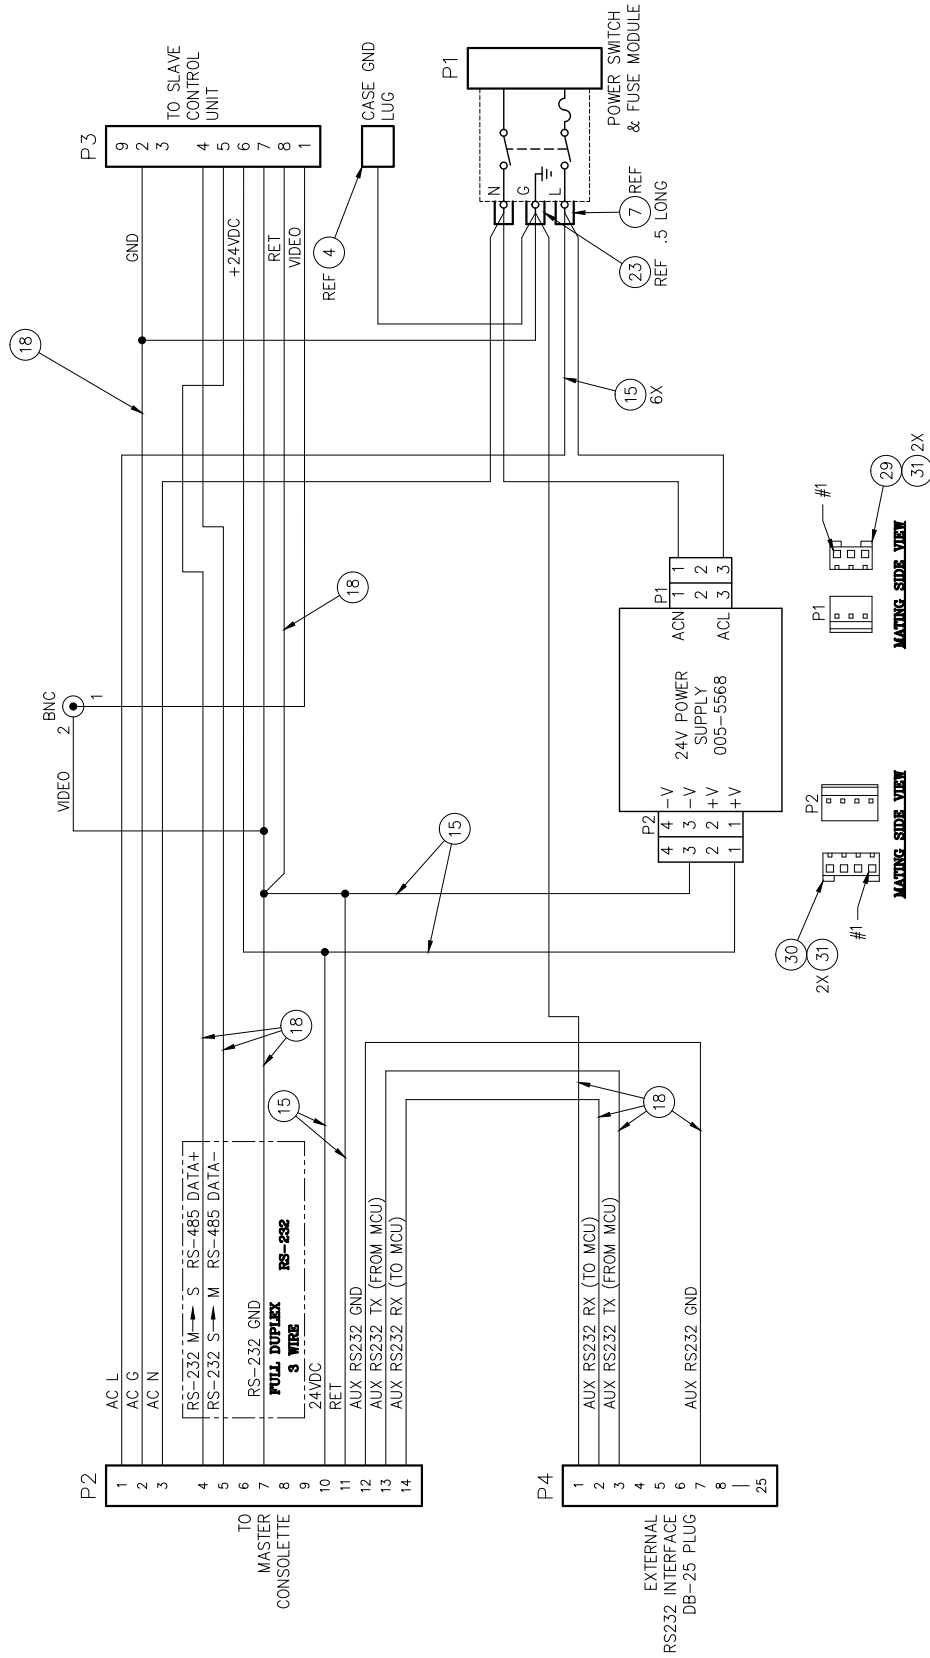 P2
1
2
3
4
5
6
7
8
9
10
11
12
13
14
TO
MASTER
CONSOLETTE
AC L
AC G
AC N
RS-232 M S RS-485 DATA+
RS-232 S M RS-485 DATA-
RS-232 GND
FULL DUPLEX RS-232
3 WIRE
24VDC
RET
AUX RS232 GND
AUX RS232 TX (FROM MCU)
AUX RS232 RX (TO MCU)
15
18
P4
1
2
3
4
5
6
7
8
25
EXTERNAL
RS232 INTERFACE
DB-25 PLUG
AUX RS232 RX (TO MCU)
AUX RS232 TX (FROM MCU)
AUX RS232 GND
18
VIDEO
BNC
2
1
15
18
18
GND
+24VDC
RET
VIDEO
P3
9
2
3
4
5
6
7
8
1
TO SLAVE
CONTROL
UNIT
REF 4
CASE GND
LUG
P1
N
G
L
POWER SWITCH
& FUSE MODULE
7 REF
.5 LONG
23
REF
15
6X
P2
4 4 -V
3 3 -V
2 2 +V
1 1 +V
24V POWER
SUPPLY
005-5568
P1
ACN 1 1
2 2
ACL 3 3
30
2X 31
#1
P2
MATING SIDE VIEW
P1
#1
29
31 2X
MATING SIDE VIEW